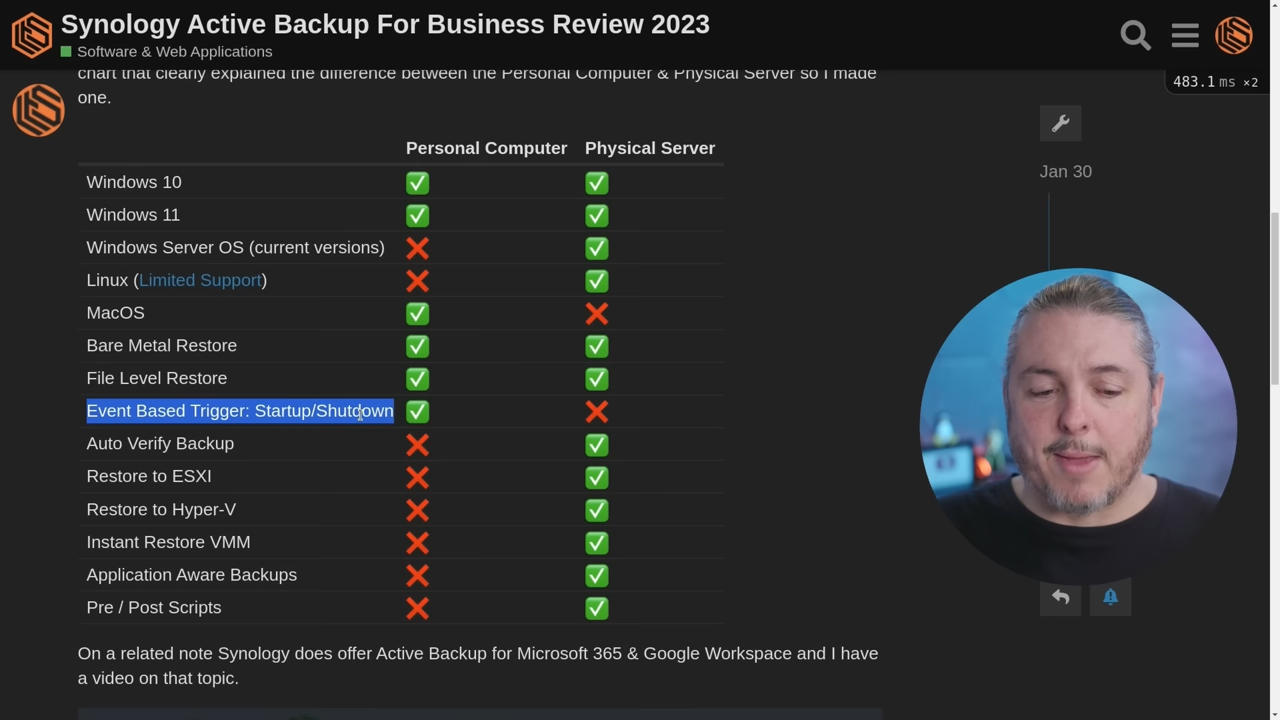 Synology Active Backup For Business Review 2023
Software & Web Applications
483.1 ms ×2
chart that clearly explained the difference between the Personal Computer & Physical Server so I made
one.
Jan 30
Personal Computer Physical Server
Windows 10
Windows 11
Windows Server OS (current versions)
Linux (Limited Support)
MacOS
Bare Metal Restore
File Level Restore
Event Based Trigger: Startup/Shutdown
Auto Verify Backup
Restore to ESXI
Restore to Hyper-V
Instant Restore VMM
Application Aware Backups
Pre / Post Scripts
On a related note Synology does offer Active Backup for Microsoft 365 & Google Workspace and I have
a video on that topic.